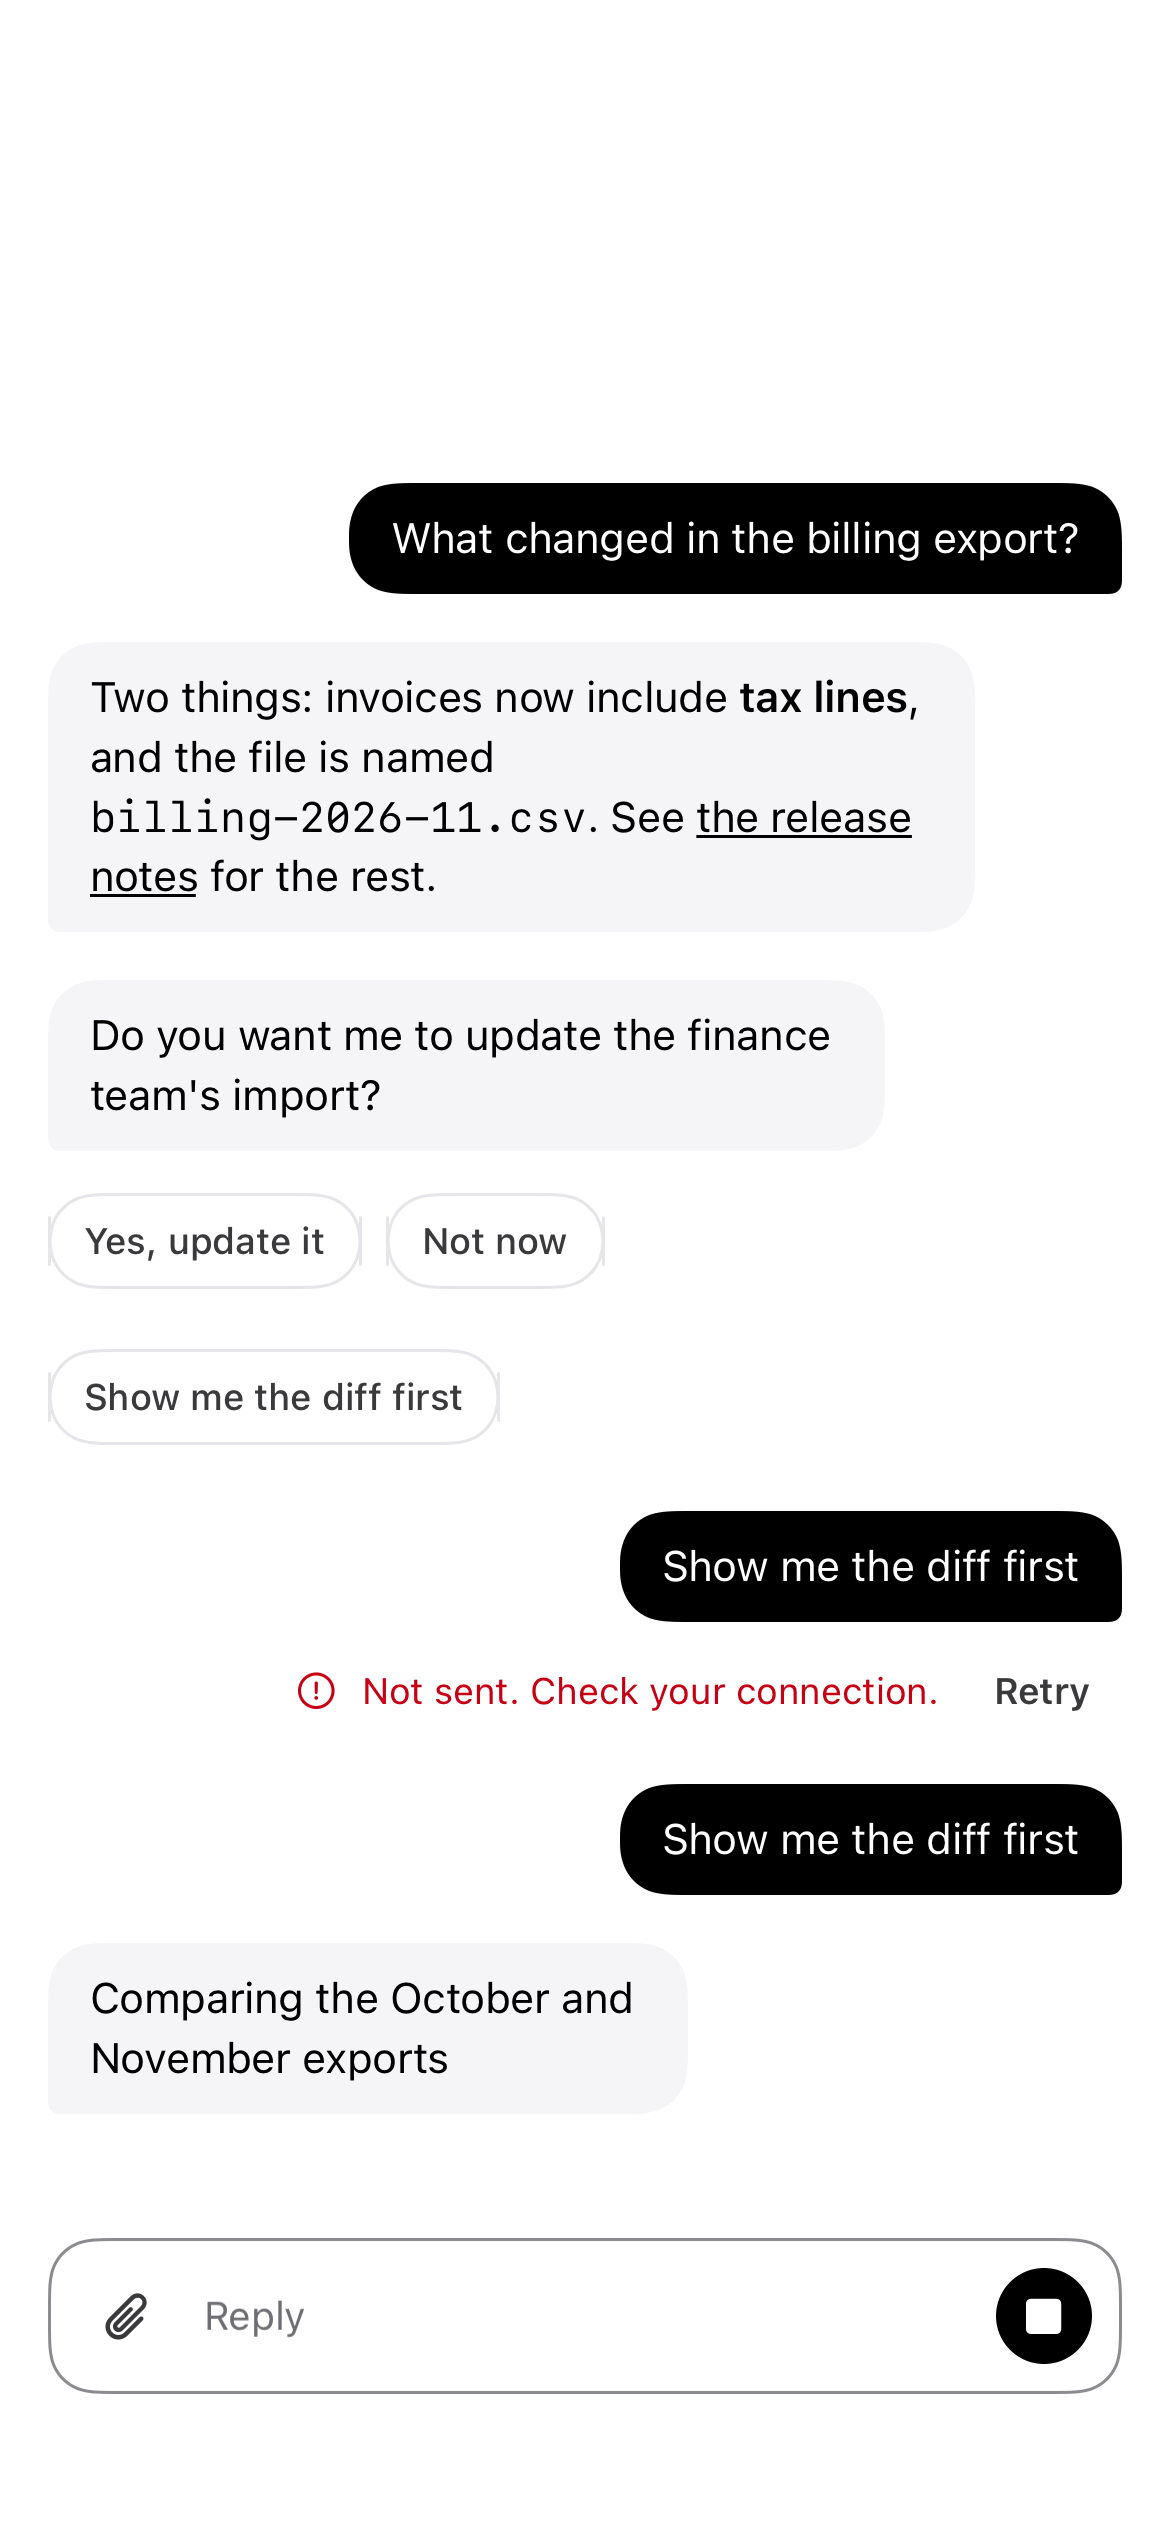 What changed in the billing export?
Two things: invoices now include tax lines,
and the file is named
billing-2026-11.csv. See the release
notes for the rest.
Do you want me to update the finance
team's import?
Yes, update it
Not now
Show me the diff first
Show me the diff first
Not sent. Check your connection.
Retry
Show me the diff first
Comparing the October and
November exports
Reply